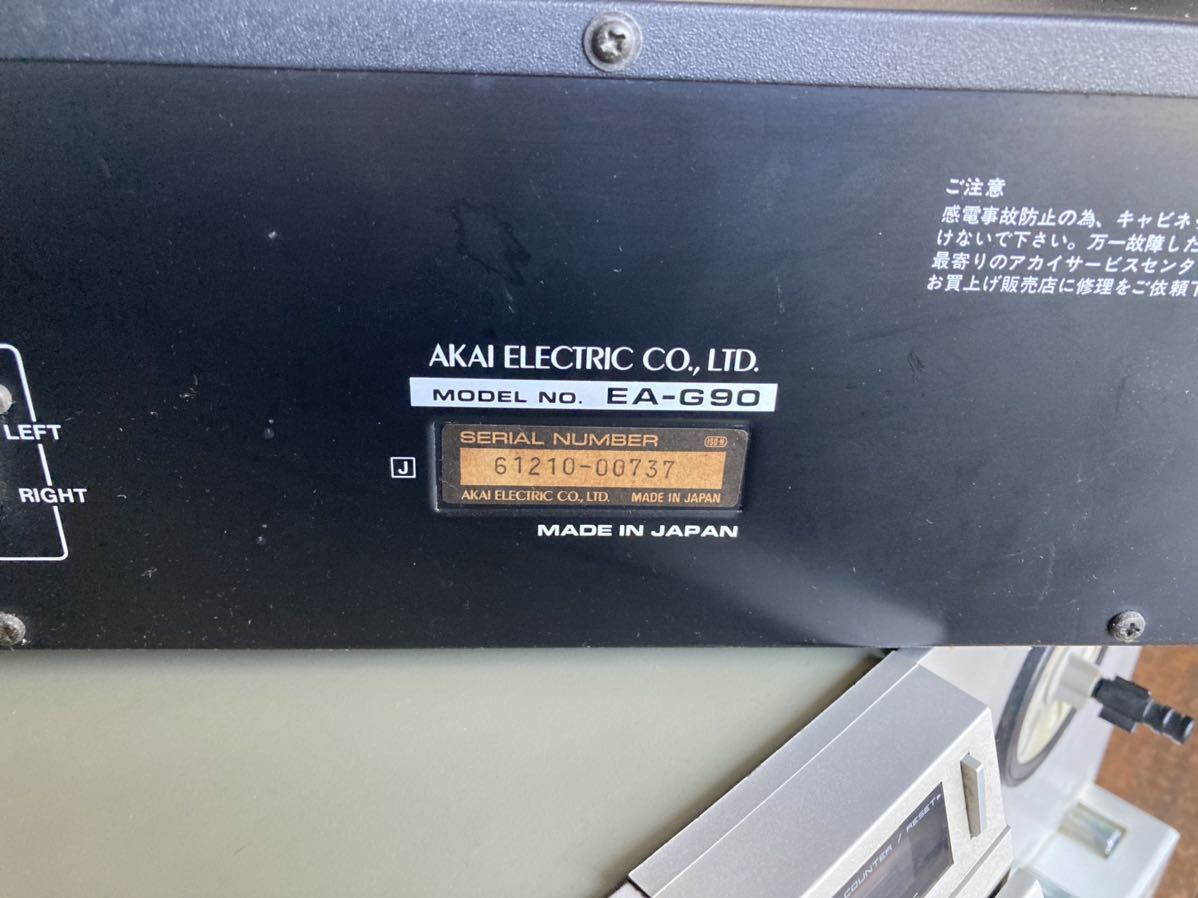 ご注意
感電事故防止の為、キャビネ
けないで下さい。万一故障した
最寄りのアカイサービスセンタ
お買上げ販売店に修理をご依頼
AKAI ELECTRIC CO., LTD.
MODEL NO. EA-G90
LEFT
RIGHT
J
SERIAL NUMBER ISO-N
61210-00737
AKAI ELECTRIC CO., LTD. MADE IN JAPAN
MADE IN JAPAN
COUNTER / RESET